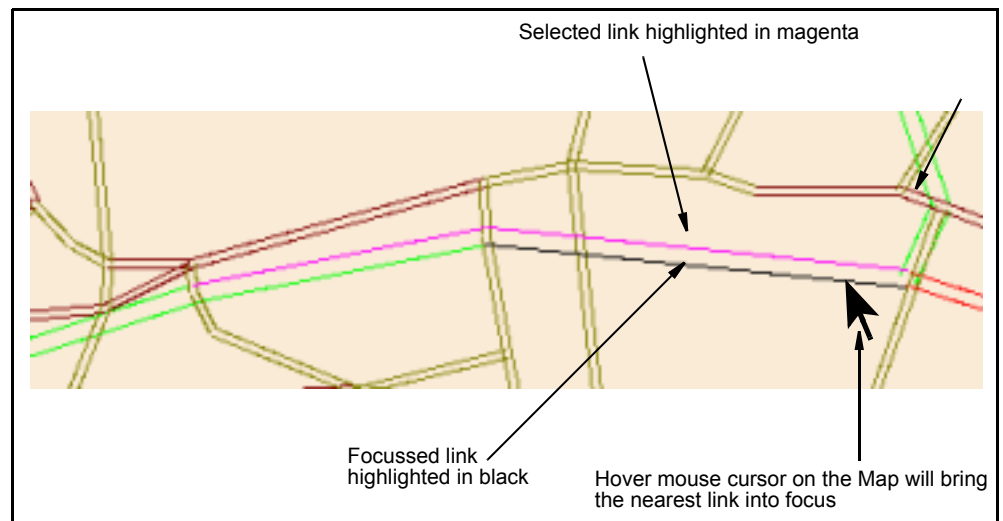 Selected link highlighted in magenta
Focussed link
highlighted in black
Hover mouse cursor on the Map will bring
the nearest link into focus